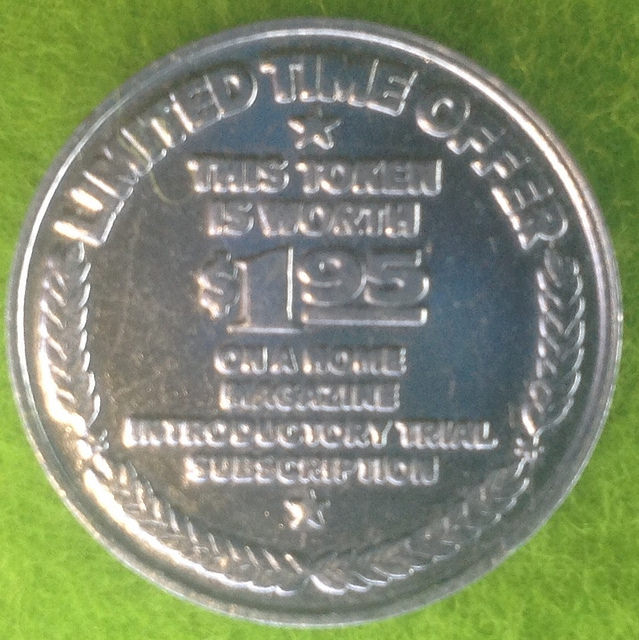 LIMITED TIME OFFER
THIS TOKEN
IS WORTH
$1 95
ON A HOME
MAGAZINE
INTRODUCTORY TRIAL
SUBSCRIPTION